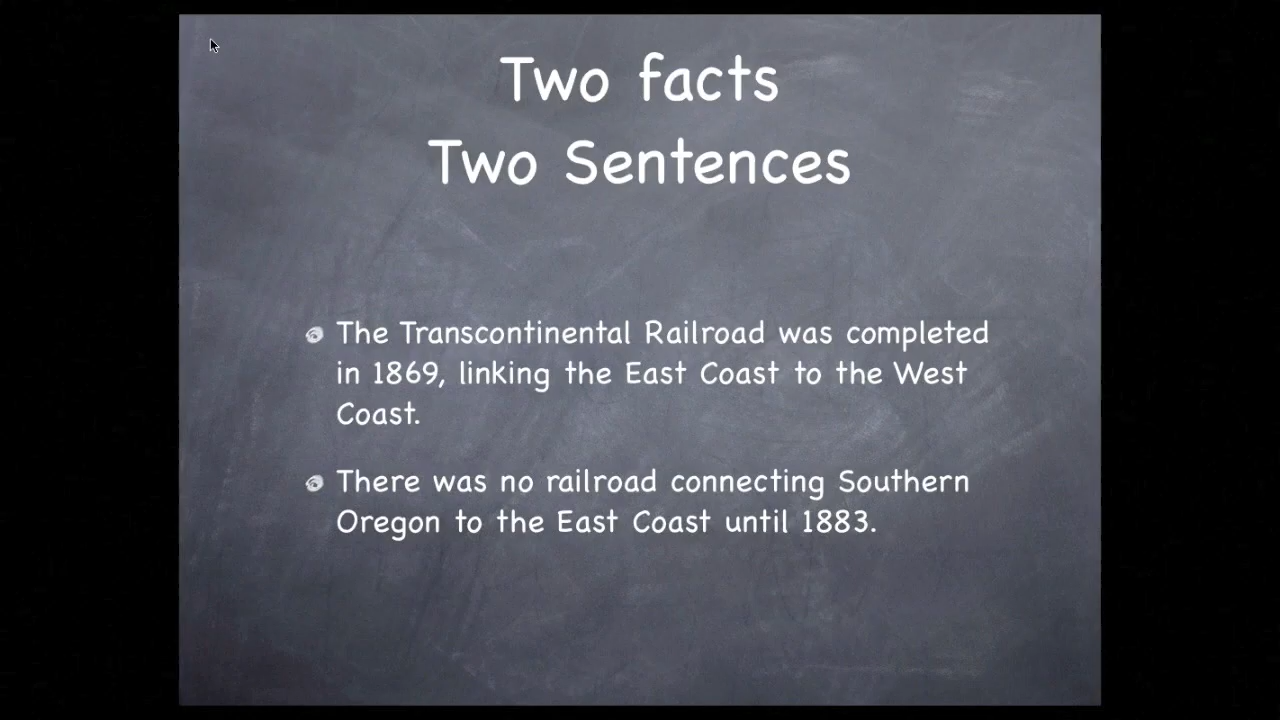 Two facts
Two Sentences
The Transcontinental Railroad was completed
in 1869, linking the East Coast to the West
Coast.
There was no railroad connecting Southern
Oregon to the East Coast until 1883.